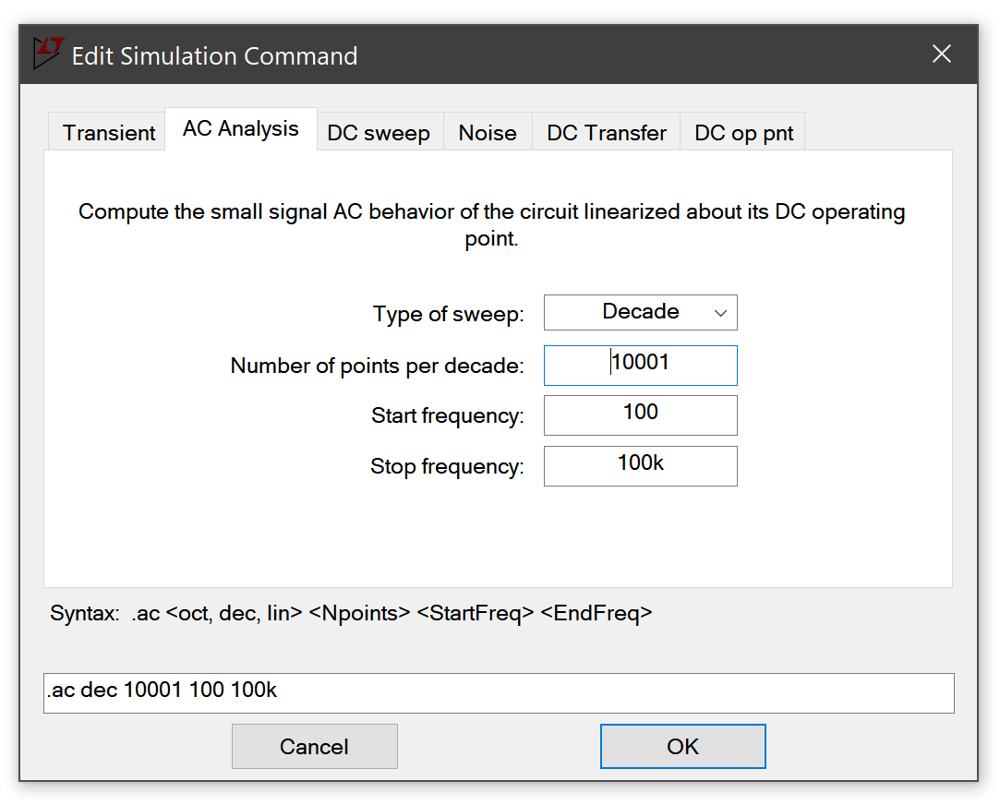 LT Edit Simulation Command
Transient AC Analysis DC sweep Noise DC Transfer DC op pnt
Compute the small signal AC behavior of the circuit linearized about its DC operating
point.
Type of sweep: Decade
Number of points per decade: 10001
Start frequency: 100
Stop frequency: 100k
Syntax: .ac <oct, dec, lin> <Npoints> <StartFreq> <EndFreq>
.ac dec 10001 100 100k
Cancel OK